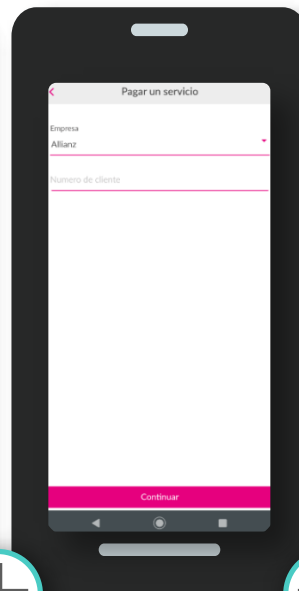 Pagar un servicio
Empresa
Allianz
Numero de cliente
Continuar